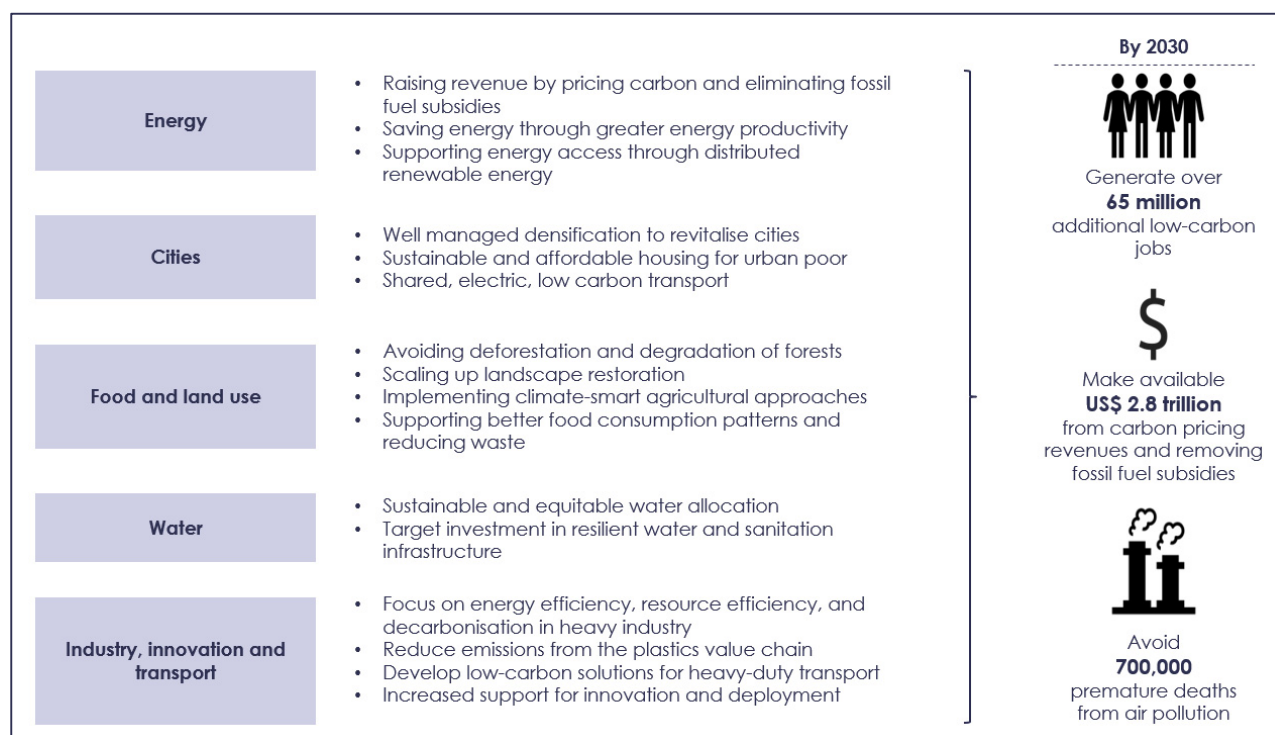 Energy
• Raising revenue by pricing carbon and eliminating fossil
fuel subsidies
• Saving energy through greater energy productivity
• Supporting energy access through distributed
renewable energy
Cities
• Well managed densification to revitalise cities
• Sustainable and affordable housing for urban poor
• Shared, electric, low carbon transport
Food and land use
• Avoiding deforestation and degradation of forests
• Scaling up landscape restoration
• Implementing climate-smart agricultural approaches
• Supporting better food consumption patterns and
reducing waste
Water
• Sustainable and equitable water allocation
• Target investment in resilient water and sanitation
infrastructure
Industry, innovation and
transport
• Focus on energy efficiency, resource efficiency, and
decarbonisation in heavy industry
• Reduce emissions from the plastics value chain
• Develop low-carbon solutions for heavy-duty transport
• Increased support for innovation and deployment
By 2030
Generate over
65 million
additional low-carbon
jobs
$
Make available
US$ 2.8 trillion
from carbon pricing
revenues and removing
fossil fuel subsidies
Avoid
700,000
premature deaths
from air pollution